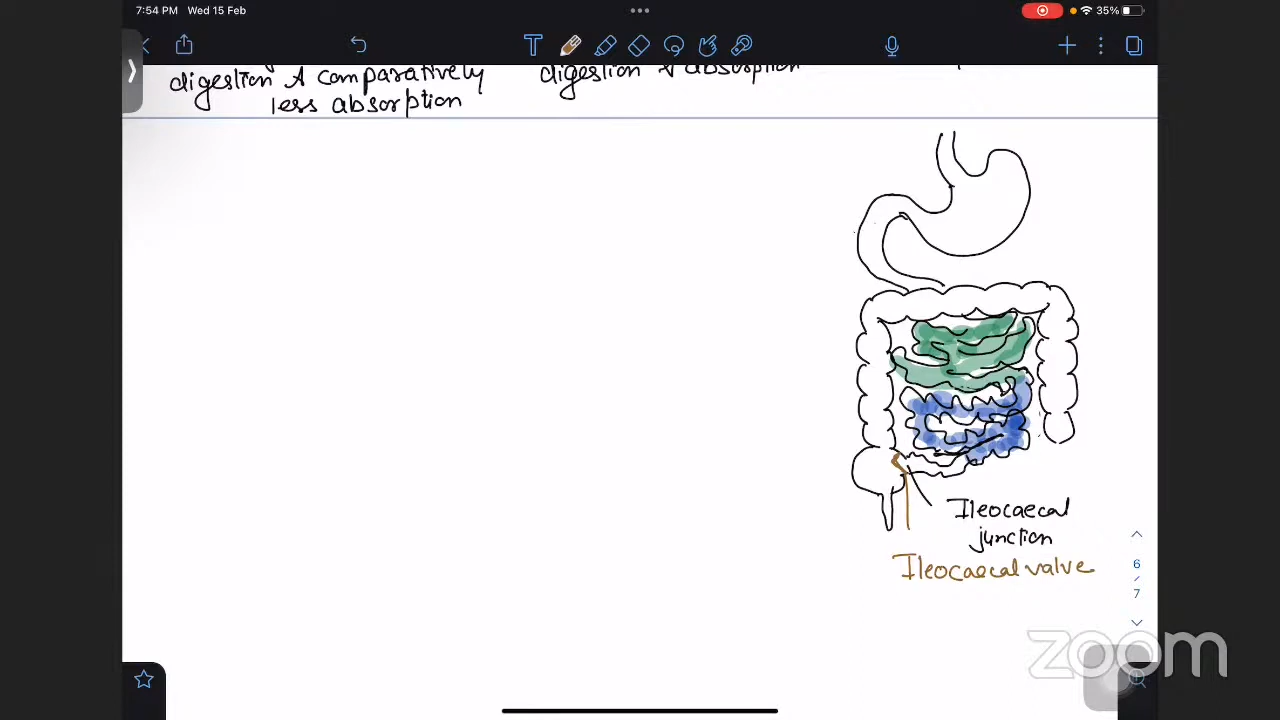 7:54 PM Wed 15 Feb
35%
digestion & comparatively
less absorption
digestion & absorption
Ileocaecal
junction
Ileocaecal valve
6
/
7
zoom